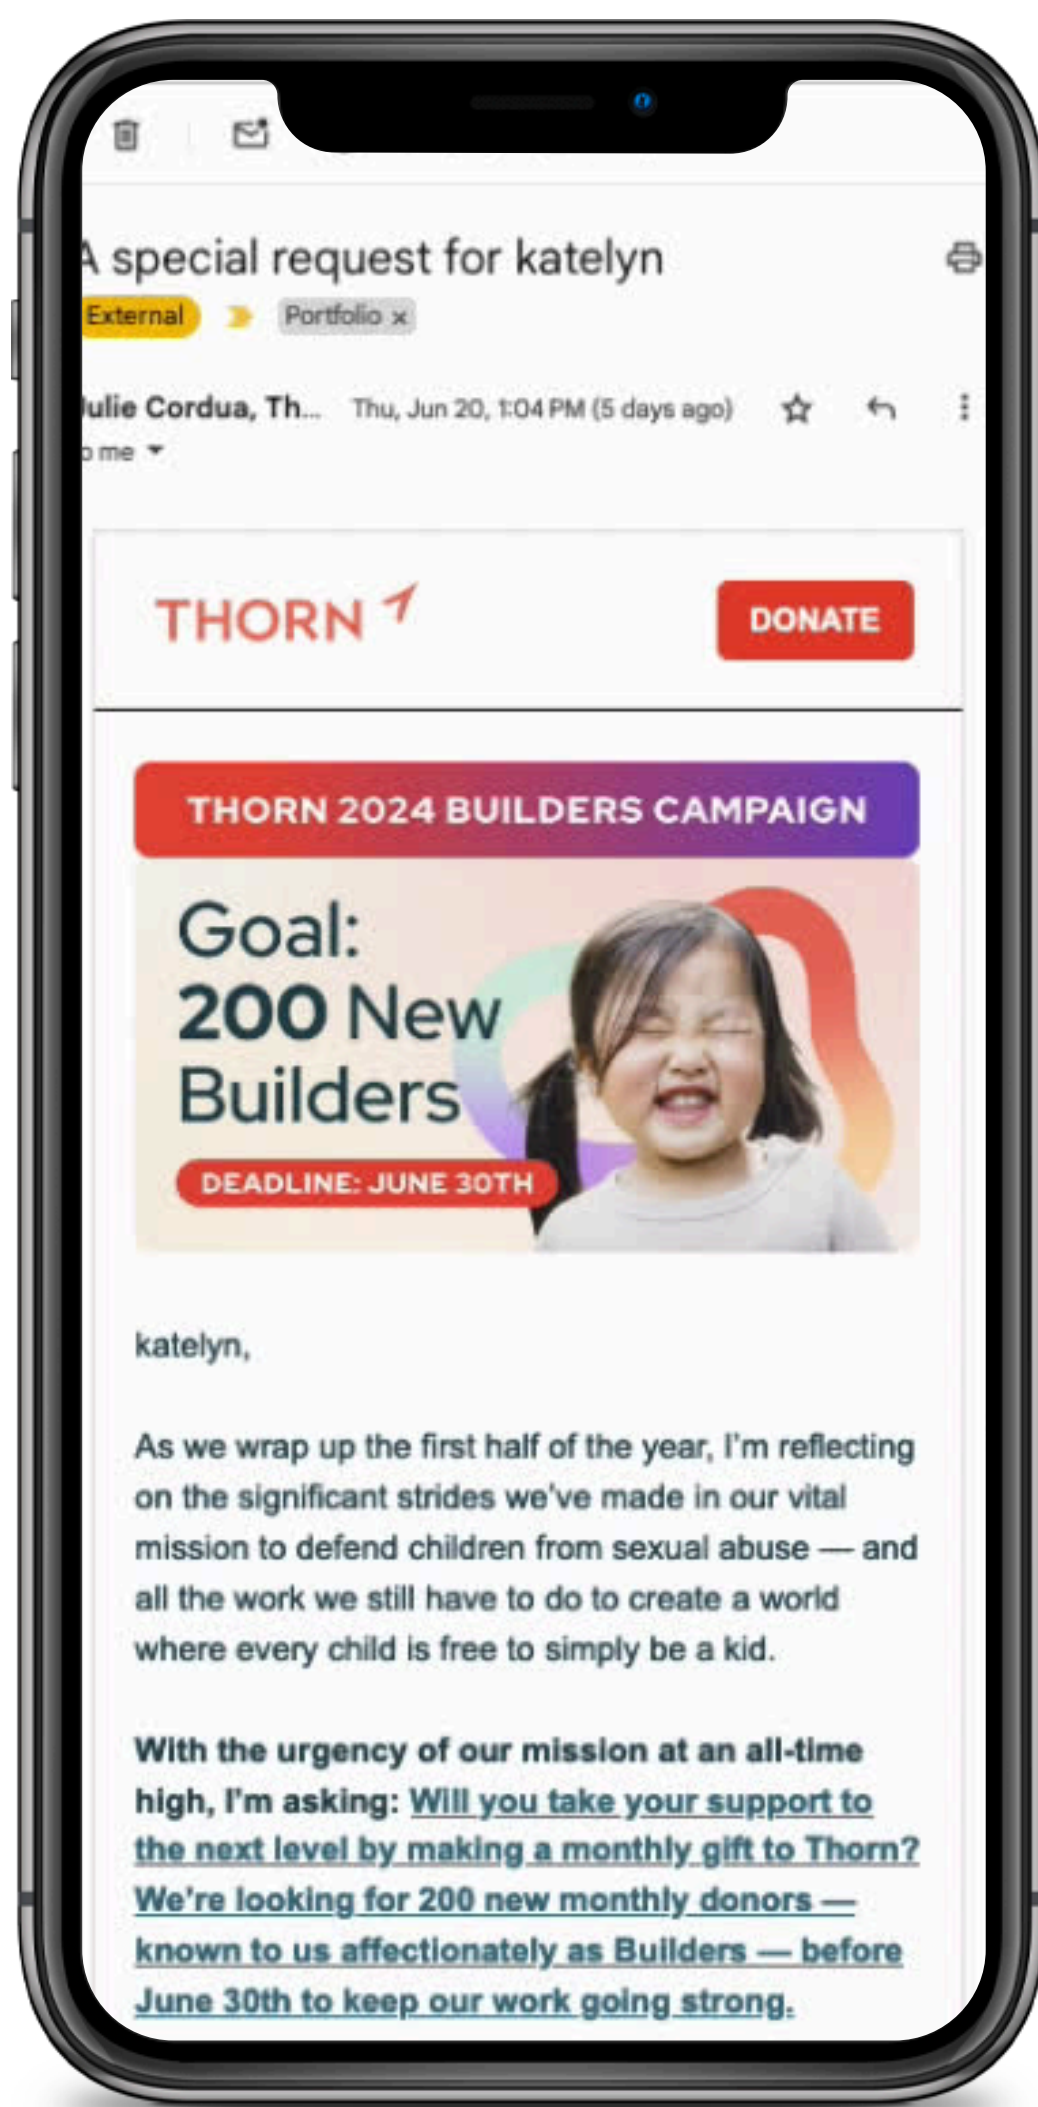 A special request for katelyn
External
Portfolio x
Julie Cordua, Th... Thu, Jun 20, 1:04 PM (5 days ago)
me
THORN
DONATE
THORN 2024 BUILDERS CAMPAIGN
Goal:
200 New
Builders
DEADLINE: JUNE 30TH
katelyn,
As we wrap up the first half of the year, I'm reflecting
on the significant strides we've made in our vital
mission to defend children from sexual abuse — and
all the work we still have to do to create a world
where every child is free to simply be a kid.
With the urgency of our mission at an all-time
high, I'm asking: Will you take your support to
the next level by making a monthly gift to Thorn?
We're looking for 200 new monthly donors —
known to us affectionately as Builders — before
June 30th to keep our work going strong.